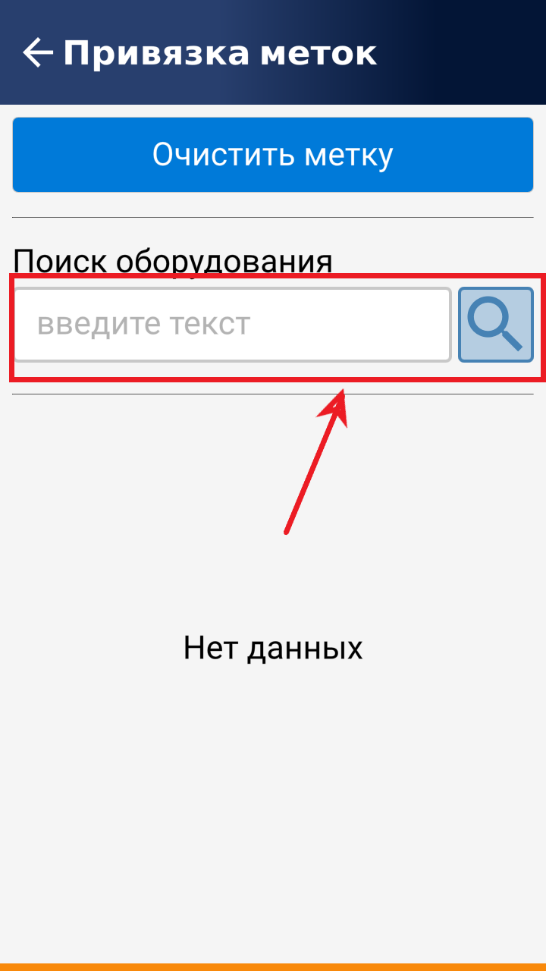 Привязка меток
Очистить метку
Поиск оборудования
введите текст
Нет данных